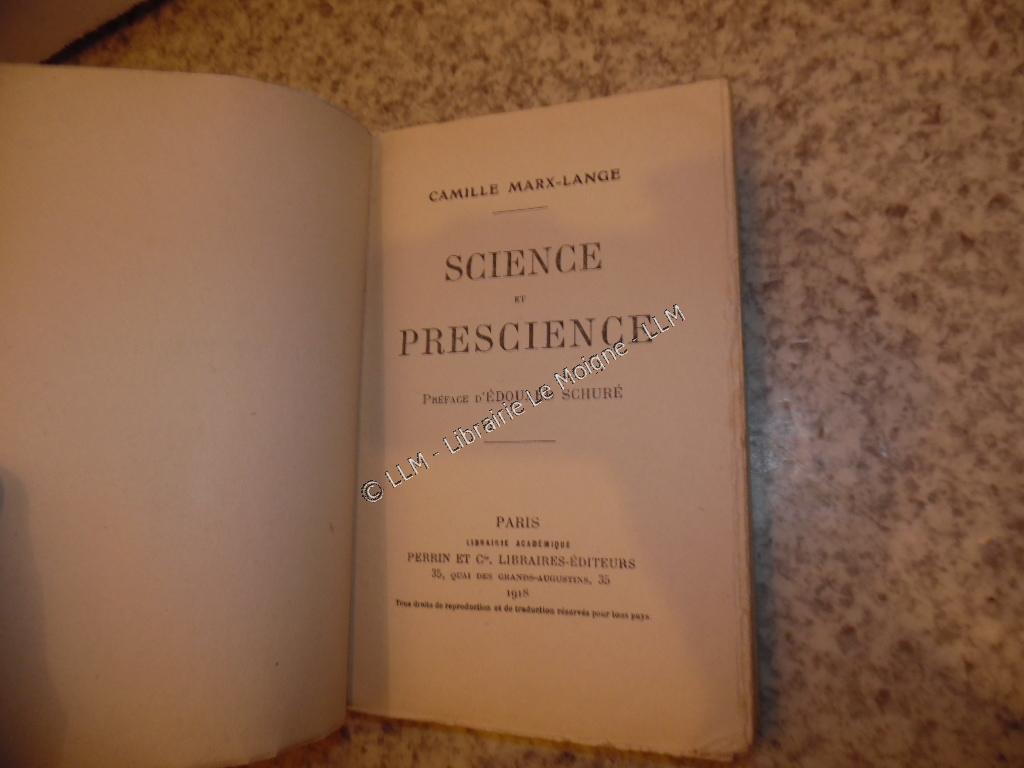 CAMILLE MARX-LANGE
SCIENCE
ET
PRESCIENCE
PRÉFACE D'ÉDOUARD SCHURÉ
© LLM - Librairie Le Moigne - LLM
PARIS
LIBRAIRIE ACADÉMIQUE
PERRIN ET Cie, LIBRAIRES-ÉDITEURS
35, QUAI DES GRANDS-AUGUSTINS, 35
1918
Tous droits de reproduction et de traduction réservés pour tous pays.